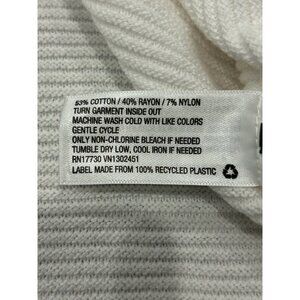 53% COTTON / 40% RAYON / 7% NYLON
TURN GARMENT INSIDE OUT
MACHINE WASH COLD WITH LIKE COLORS
GENTLE CYCLE
ONLY NON-CHLORINE BLEACH IF NEEDED
TUMBLE DRY LOW, COOL IRON IF NEEDED
RN17730 VN1302451
LABEL MADE FROM 100% RECYCLED PLASTIC